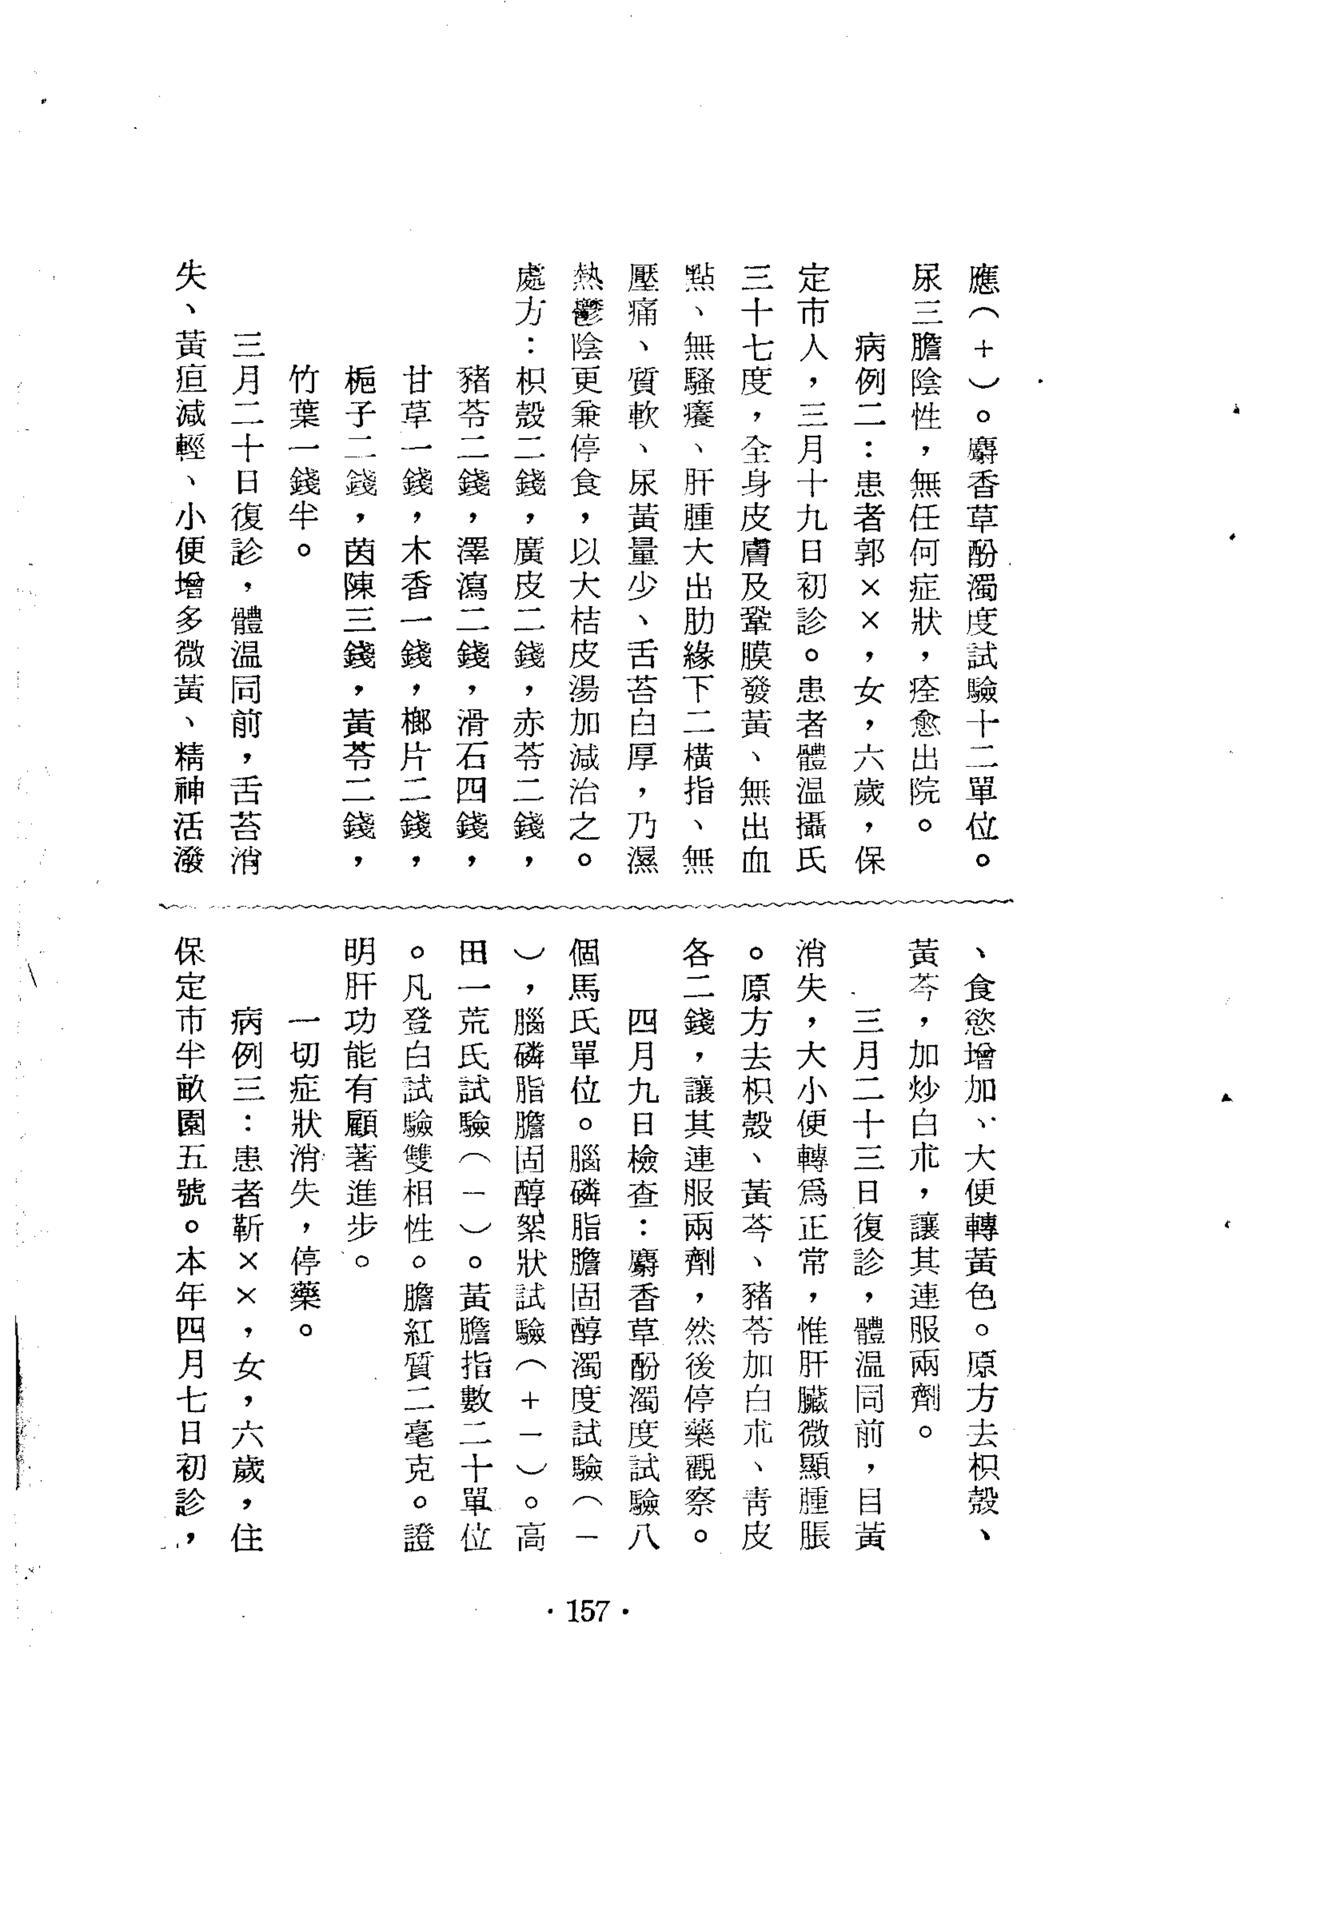 應(+)。麝香草酚濁度試驗十二單位。
尿三膽陰性，無任何症狀，痊愈出院。
病例二：患者郭××，女，六歲，保
定市人，三月十九日初診。患者體温攝氏
三十七度，全身皮膚及鞏膜發黃、無出血
點、無騷癢、肝腫大出肋緣下二橫指、無
壓痛、質軟、尿黃量少、舌苔白厚，乃濕
熱鬱陰更兼停食，以大桔皮湯加減治之。
處方：枳殼二錢，廣皮二錢，赤苓二錢，
豬苓二錢，澤瀉二錢，滑石四錢，
甘草一錢，木香一錢，榔片二錢，
梔子二錢，茵陳三錢，黃芩二錢，
竹葉一錢半。
三月二十日復診，體温同前，舌苔消
失、黃疸減輕、小便增多微黃、精神活潑
、食慾增加、大便轉黃色。原方去枳殼、
黃芩，加炒白朮，讓其連服兩劑。
三月二十三日復診，體温同前，目黃
消失，大小便轉爲正常，惟肝臟微顯腫脹
。原方去枳殼、黃芩、豬苓加白朮、靑皮
各二錢，讓其連服兩劑，然後停藥觀察。
四月九日檢查：麝香草酚濁度試驗八
個馬氏單位。腦磷脂膽固醇濁度試驗(−
)，腦磷脂膽固醇絮狀試驗(+−)。高
田一荒氏試驗(−)。黃膽指數二十單位
。凡登白試驗雙相性。膽紅質二毫克。證
明肝功能有顧著進步。
一切症狀消失，停藥。
病例三：患者靳××，女，六歲，住
保定市半畝園五號。本年四月七日初診，
·157·